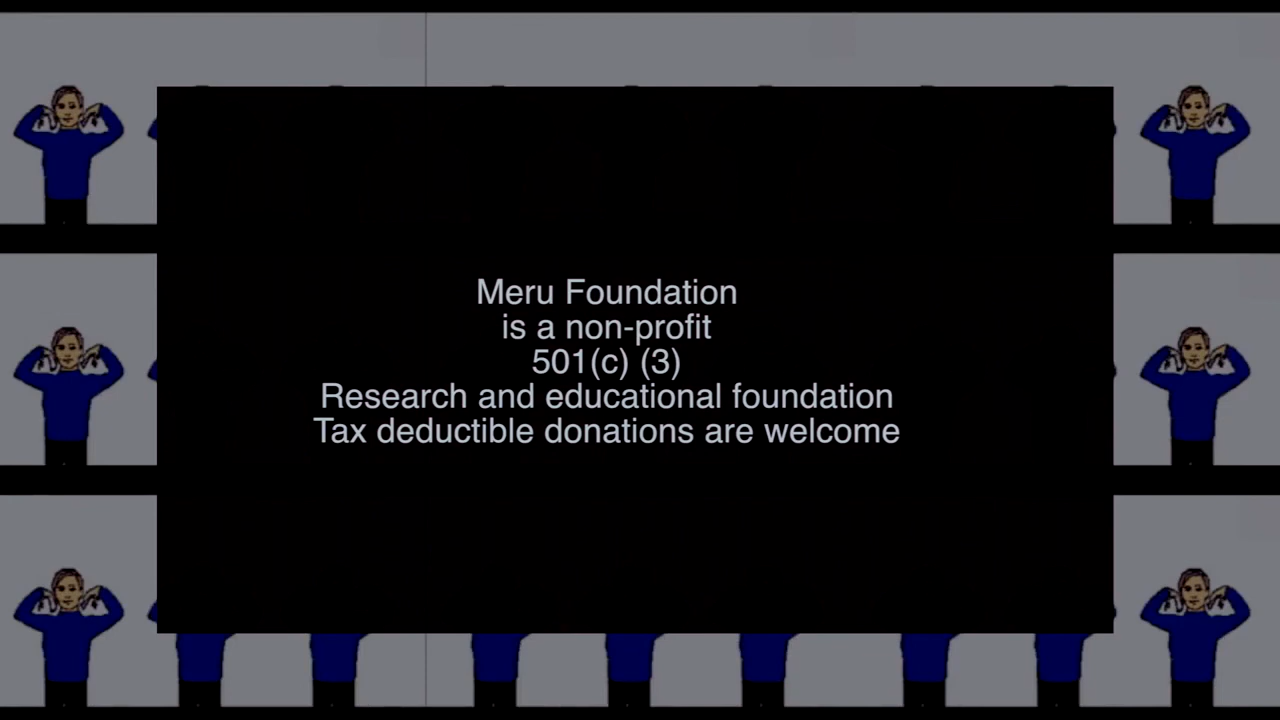 Meru Foundation
is a non-profit
501(c) (3)
Research and educational foundation
Tax deductible donations are welcome